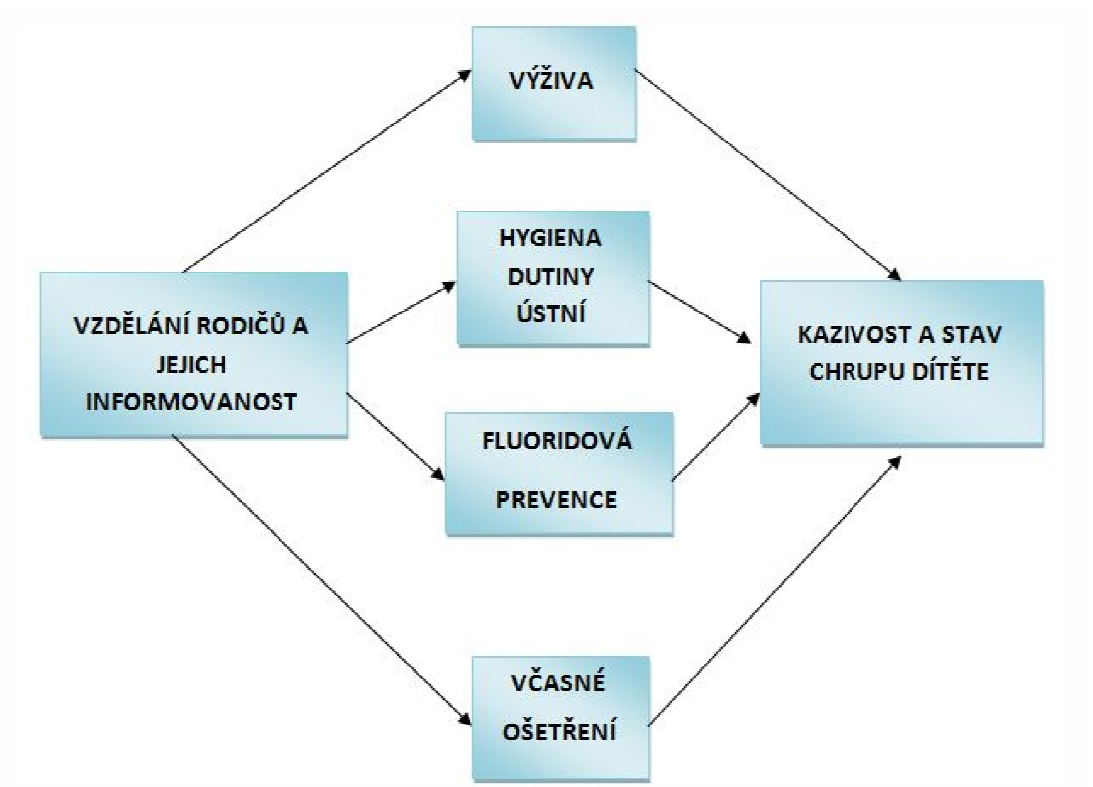 VÝŽIVA
HYGIENA
DUTINY
ÚSTNÍ
VZDĚLÁNÍ RODIČŮ A
JEJICH
INFORMOVANOST
KAZIVOST A STAV
CHRUPU DÍTĚTE
FLUORIDOVÁ
PREVENCE
VČASNÉ
OŠETŘENÍ